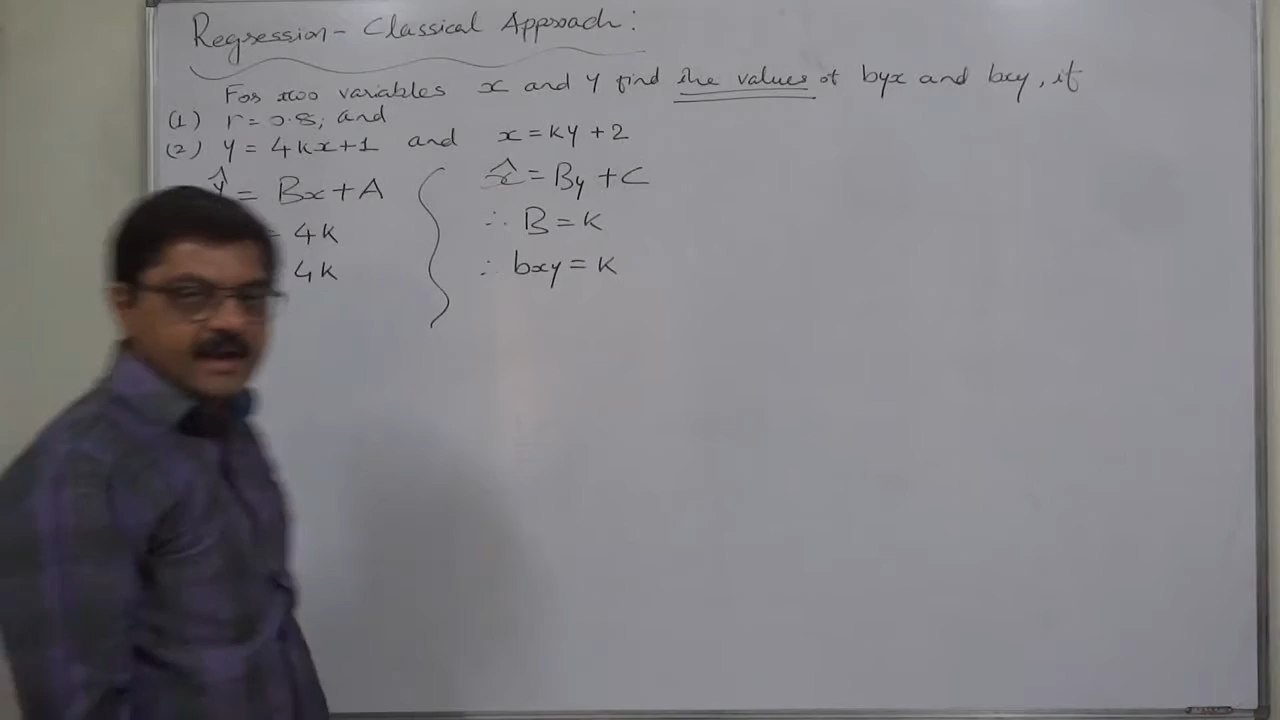 Regression - Classical Approach:
For two variables x and y find the values of byx and bxy, if
(1) r = 0.8, and
(2) y = 4kx + 1 and x = ky + 2
ŷ = Bx + A
= 4k
= 4k
x̂ = By + C
∴ B = k
∴ bxy = k